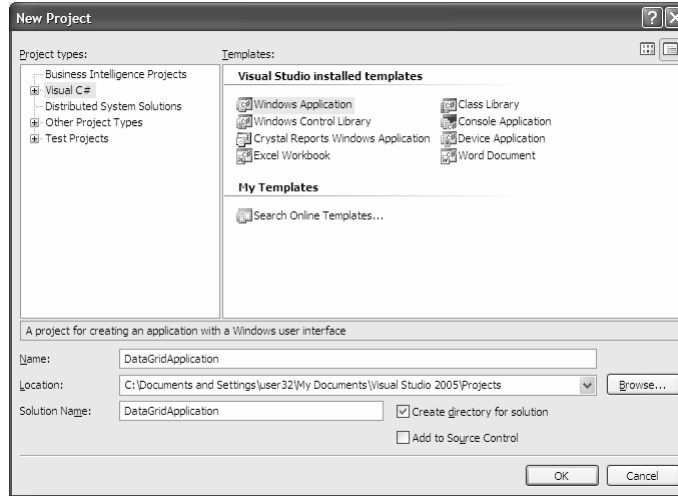 New Project
Project types:
Business Intelligence Projects
Visual C#
Distributed System Solutions
Other Project Types
Test Projects
Templates:
Visual Studio installed templates
Windows Application
Class Library
Windows Control Library
Console Application
Crystal Reports Windows Application
Device Application
Excel Workbook
Word Document
My Templates
Search Online Templates...
A project for creating an application with a Windows user interface
Name:
DataGridApplication
Location:
C:\Documents and Settings\user32\My Documents\Visual Studio 2005\Projects
Browse...
Solution Name:
DataGridApplication
Create directory for solution
Add to Source Control
OK
Cancel